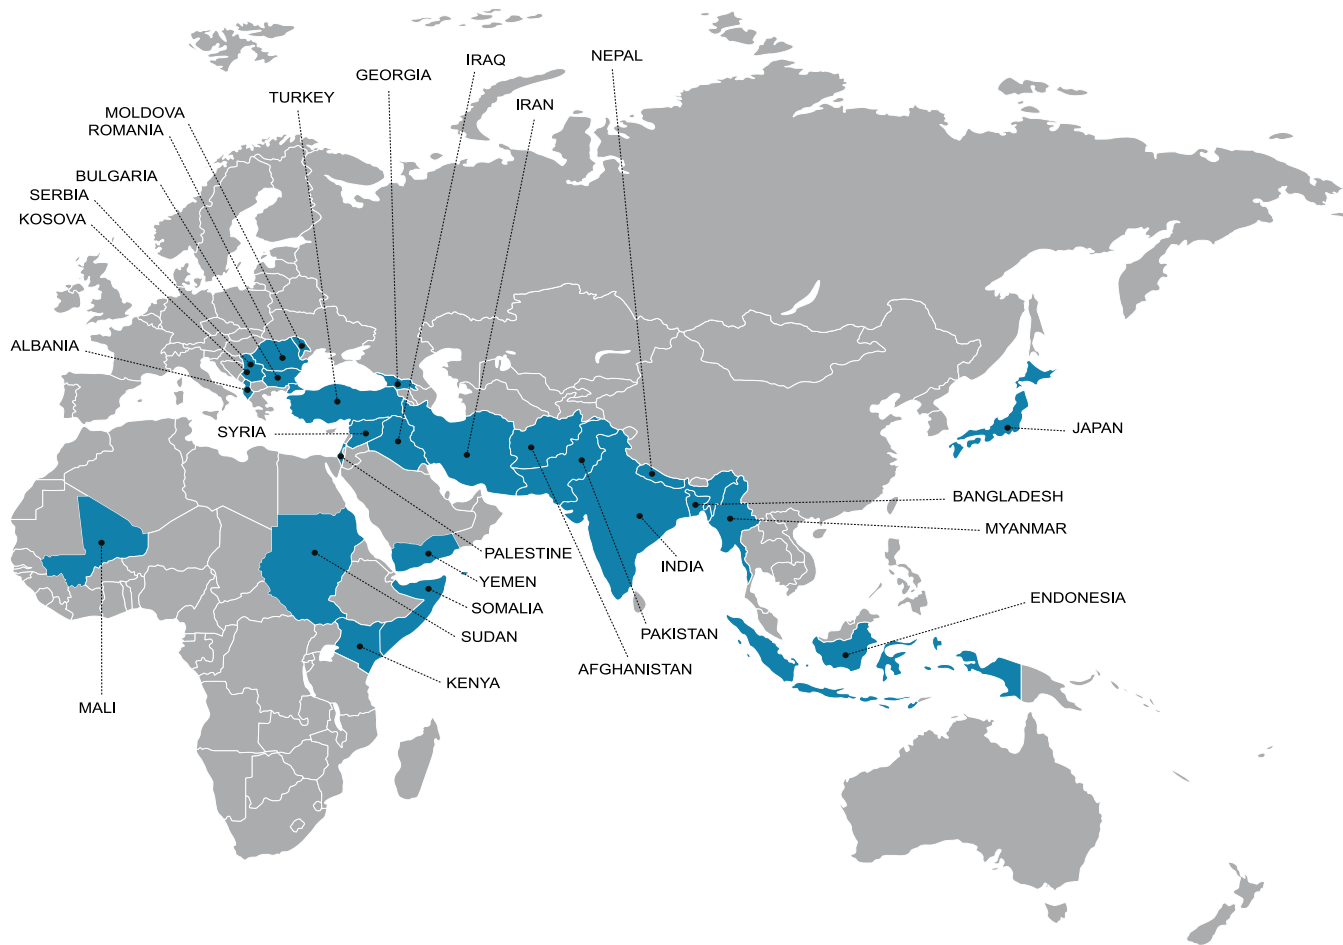 IRAQ
NEPAL
GEORGIA
TURKEY
IRAN
MOLDOVA
ROMANIA
BULGARIA
SERBIA
KOSOVA
ALBANIA
SYRIA
JAPAN
BANGLADESH
MYANMAR
PALESTINE
INDIA
YEMEN
ENDONESIA
SOMALIA
PAKISTAN
SUDAN
AFGHANISTAN
KENYA
MALI